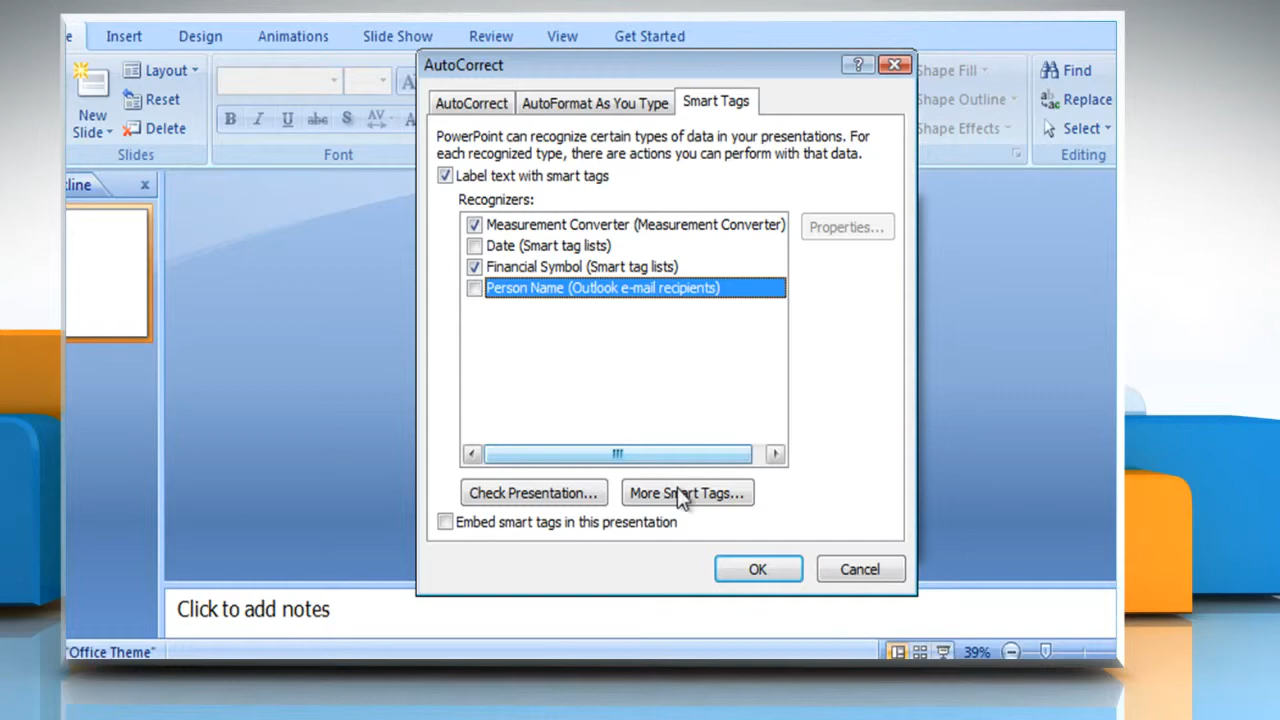 Insert Design Animations Slide Show Review View Get Started
AutoCorrect
Layout
Reset
Delete
New
Slide
Slides
B I U abc S AV A
Font
Shape Fill
Shape Outline
Shape Effects
Find
Replace
Select
Editing
line
AutoCorrect AutoFormat As You Type Smart Tags
PowerPoint can recognize certain types of data in your presentations. For
each recognized type, there are actions you can perform with that data.
Label text with smart tags
Recognizers:
Measurement Converter (Measurement Converter)
Date (Smart tag lists)
Financial Symbol (Smart tag lists)
Person Name (Outlook e-mail recipients)
Properties...
Check Presentation... More Smart Tags...
Embed smart tags in this presentation
OK Cancel
Click to add notes
"Office Theme" 39%